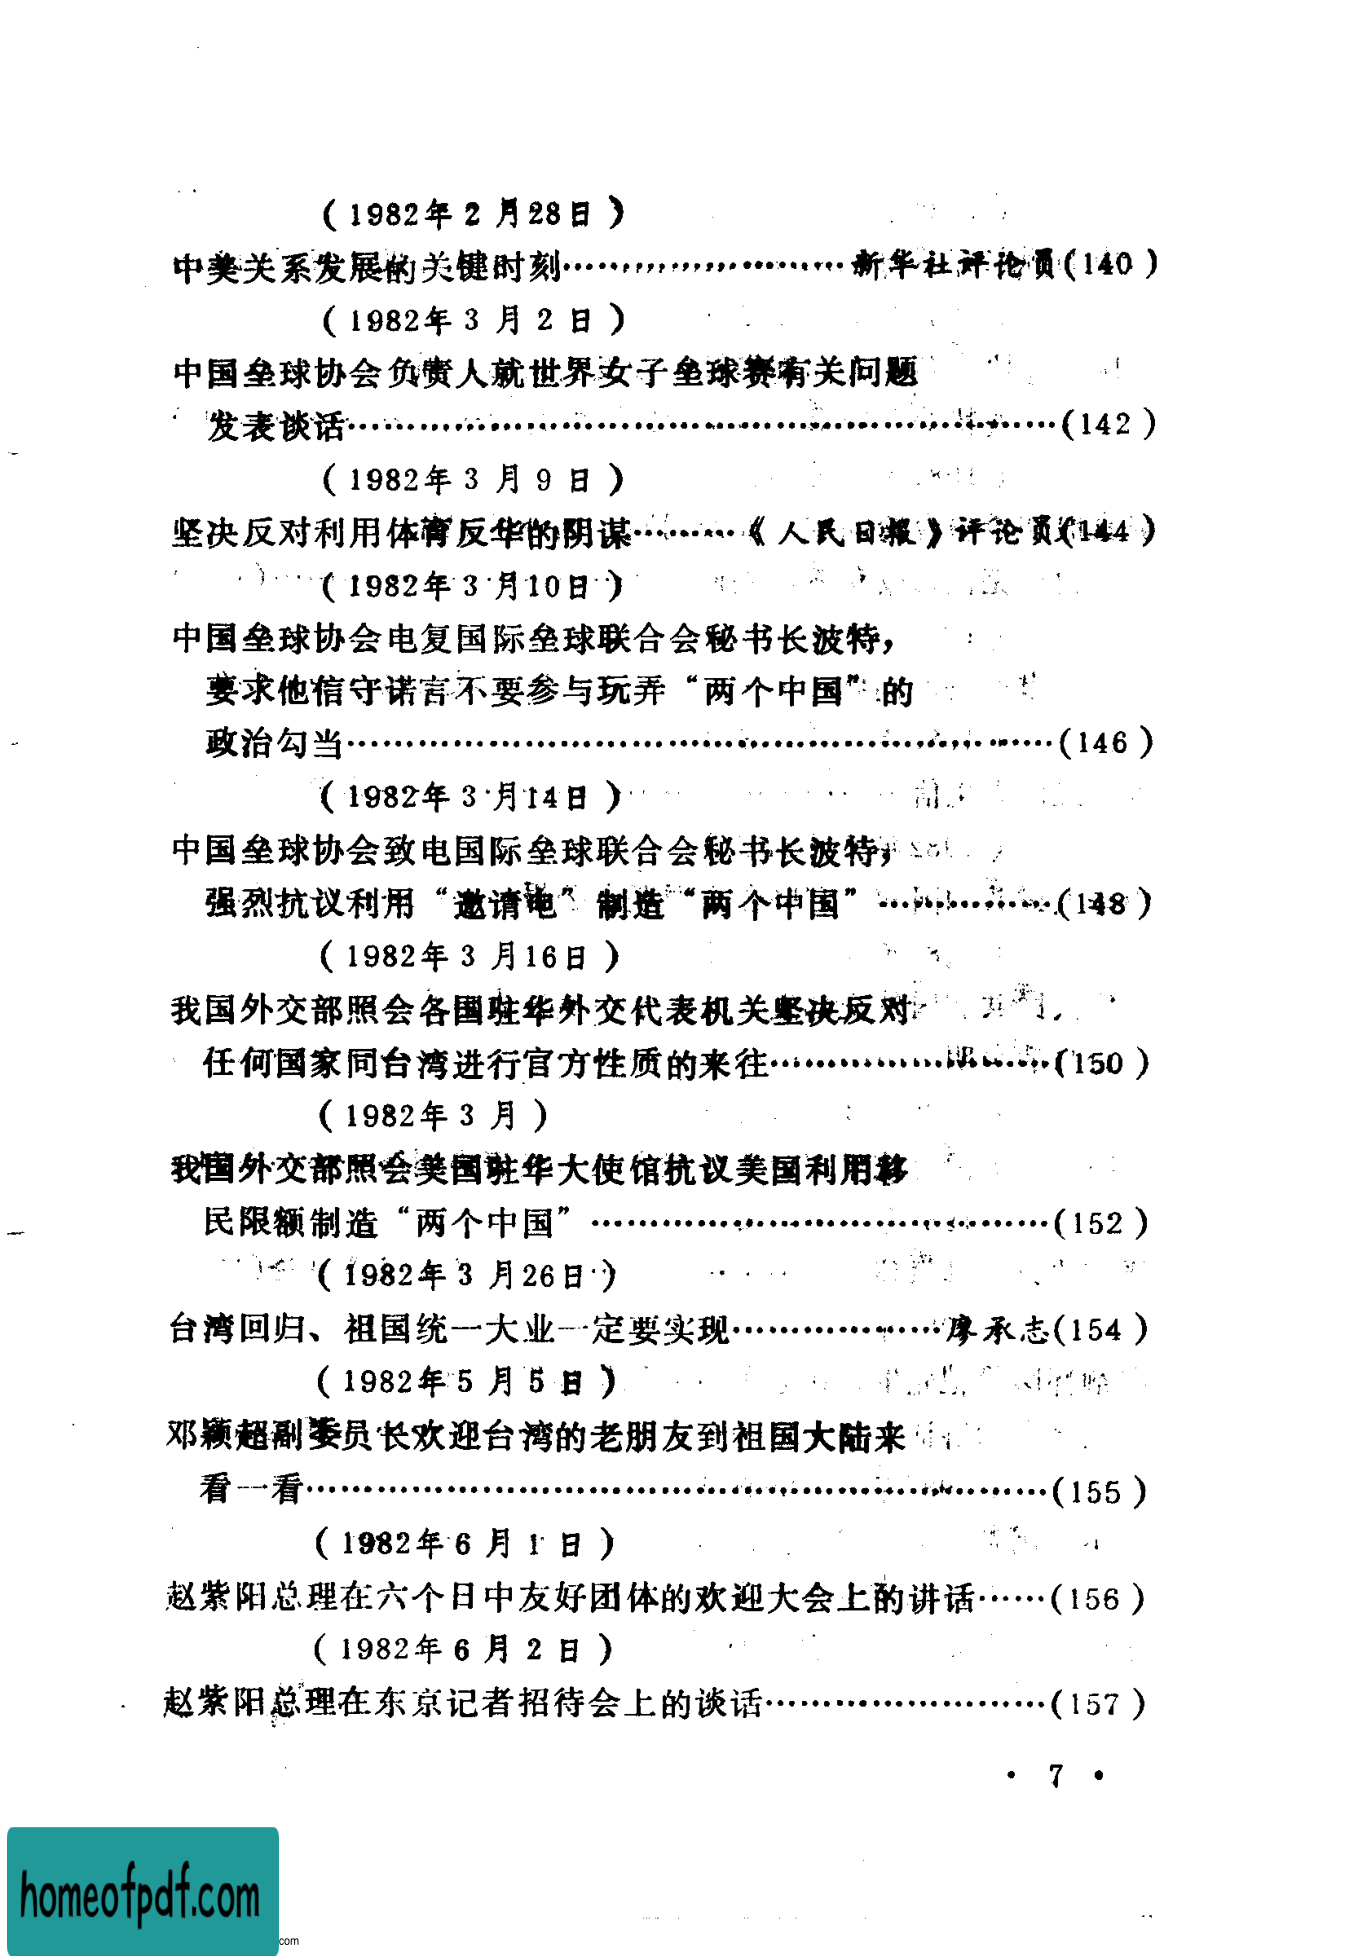 (1982年2月28日)
中美关系发展的关键时刻…………………新华社评论员(140)
(1982年3月2日)
中国垒球协会负责人就世界女子垒球赛有关问题
发表谈话……………………………………………………(142)
(1982年3月9日)
坚决反对利用体育反华的阴谋………《人民日报》评论员(144)
(1982年3月10日)
中国垒球协会电复国际垒球联合会秘书长波特，
要求他信守诺言不要参与玩弄“两个中国”的
政治勾当……………………………………………………(146)
(1982年3月14日)
中国垒球协会致电国际垒球联合会秘书长波特，
强烈抗议利用“邀请电”制造“两个中国”……………(148)
(1982年3月16日)
我国外交部照会各国驻华外交代表机关坚决反对
任何国家同台湾进行官方性质的来往……………………(150)
(1982年3月)
我国外交部照会美国驻华大使馆抗议美国利用移
民限额制造“两个中国”…………………………………(152)
(1982年3月26日)
台湾回归、祖国统一大业一定要实现………………廖承志(154)
(1982年5月5日)
邓颖超副委员长欢迎台湾的老朋友到祖国大陆来
看一看………………………………………………………(155)
(1982年6月1日)
赵紫阳总理在六个日中友好团体的欢迎大会上的讲话……(156)
(1982年6月2日)
赵紫阳总理在东京记者招待会上的谈话……………………(157)
• 7 •
homeofpdf.com
com